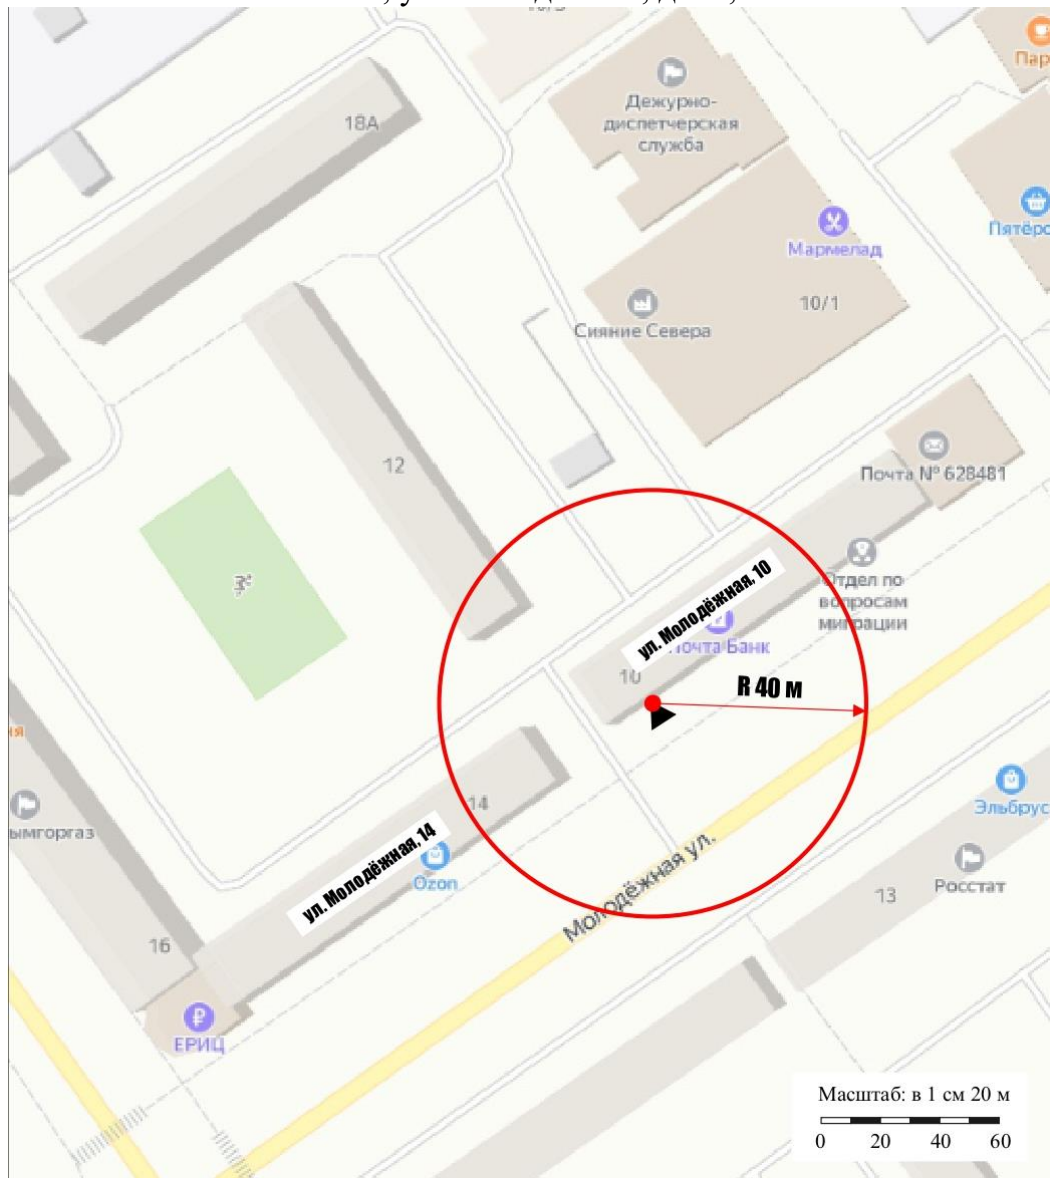 18А
Дежурно-
диспетчерская
служба
Пар
Пятёро
Мармелад
10/1
Сияние Севера
12
Почта № 628481
Отдел по
вопросам
миграции
ул. Молодёжная, 10
Почта Банк
10
R 40 м
14
ул. Молодёжная, 14
Ozon
Молодёжная ул.
Эльбрус
Росстат
13
ымгоргаз
16
ЕРИЦ
Масштаб: в 1 см 20 м
0 20 40 60